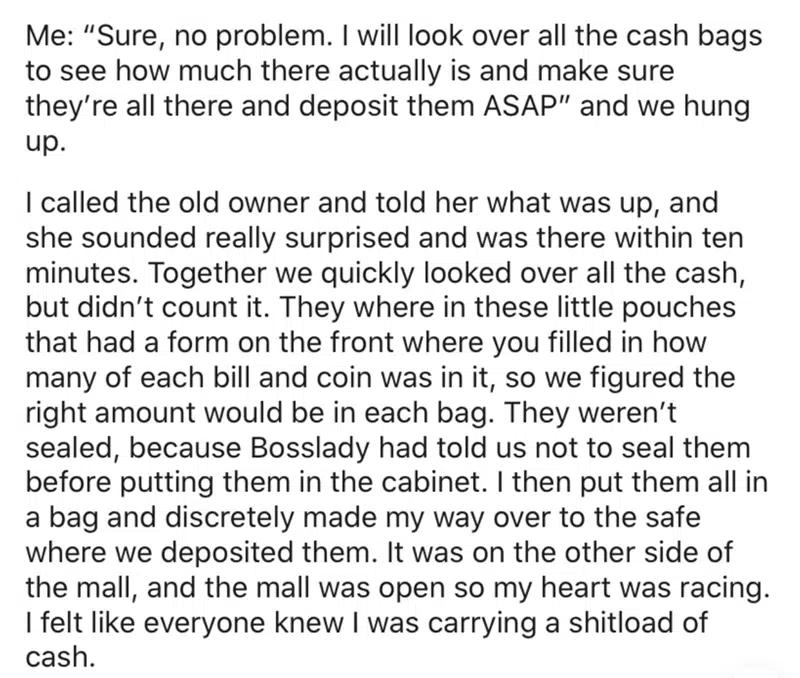 Me: “Sure, no problem. I will look over all the cash bags
to see how much there actually is and make sure
they’re all there and deposit them ASAP” and we hung
up.
I called the old owner and told her what was up, and
she sounded really surprised and was there within ten
minutes. Together we quickly looked over all the cash,
but didn’t count it. They where in these little pouches
that had a form on the front where you filled in how
many of each bill and coin was in it, so we figured the
right amount would be in each bag. They weren’t
sealed, because Bosslady had told us not to seal them
before putting them in the cabinet. I then put them all in
a bag and discretely made my way over to the safe
where we deposited them. It was on the other side of
the mall, and the mall was open so my heart was racing.
I felt like everyone knew I was carrying a shitload of
cash.